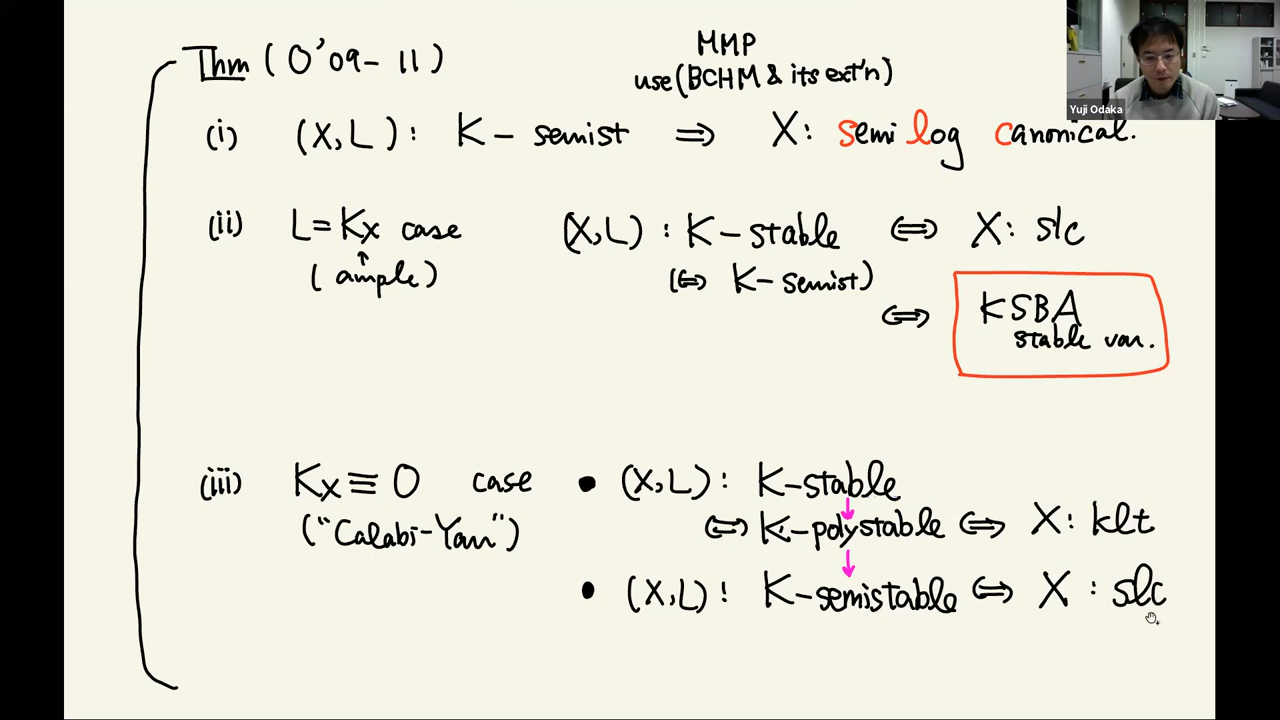 Thm (O'09-11)
MMP
use (BCHM & its ext'n)
Yuji Odaka
(i) (X,L): K-semist ⇒ X: semi log canonical.
(ii) L=K_X case (X,L): K-stable ⇔ X: slc
↑
(ample) (⇔ K-semist)
⇔ KSBA
stable var.
(iii) K_X ≡ 0 case • (X,L): K-stable
("Calabi-Yau") ⇔ K-polystable ⇔ X: klt
• (X,L): K-semistable ⇔ X: slc